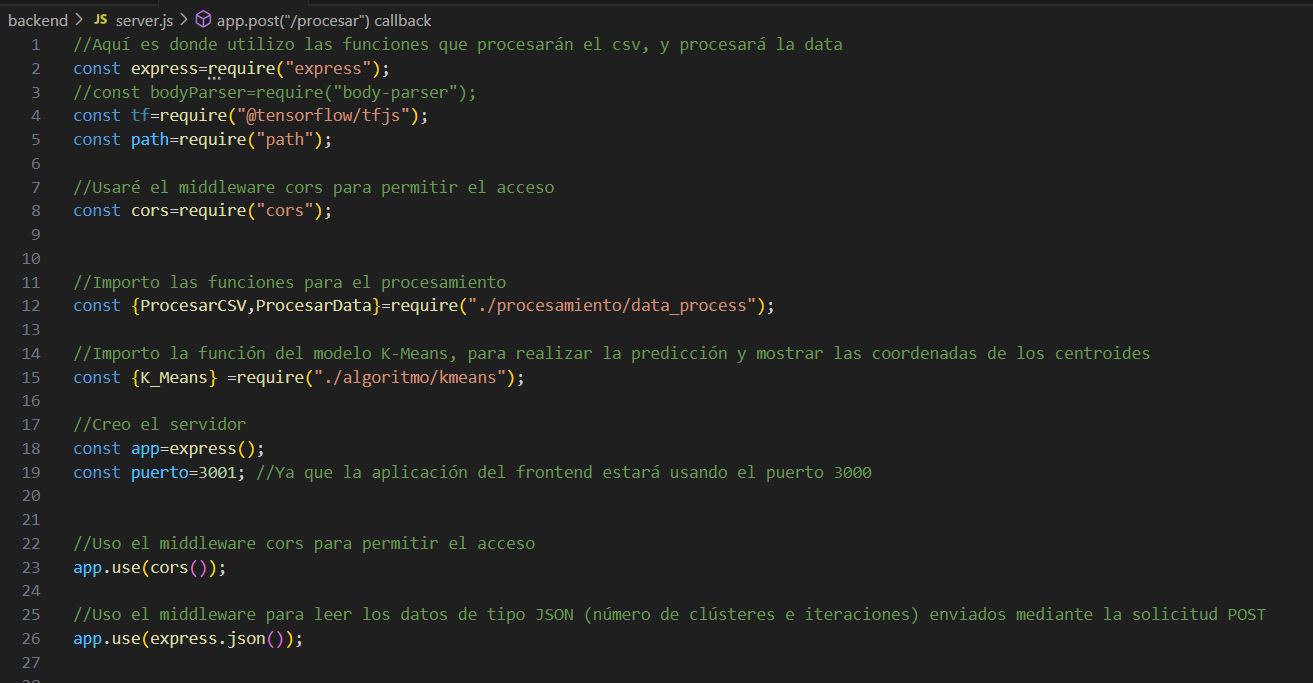 backend > JS server.js > app.post("/procesar") callback
1 //Aquí es donde utilizo las funciones que procesarán el csv, y procesará la data
2 const express=require("express");
3 //const bodyParser=require("body-parser");
4 const tf=require("@tensorflow/tfjs");
5 const path=require("path");
6
7 //Usaré el middleware cors para permitir el acceso
8 const cors=require("cors");
9
10
11 //Importo las funciones para el procesamiento
12 const {ProcesarCSV,ProcesarData}=require("./procesamiento/data_process");
13
14 //Importo la función del modelo K-Means, para realizar la predicción y mostrar las coordenadas de los centroides
15 const {K_Means} =require("./algoritmo/kmeans");
16
17 //Creo el servidor
18 const app=express();
19 const puerto=3001; //Ya que la aplicación del frontend estará usando el puerto 3000
20
21
22 //Uso el middleware cors para permitir el acceso
23 app.use(cors());
24
25 //Uso el middleware para leer los datos de tipo JSON (número de clústeres e iteraciones) enviados mediante la solicitud POST
26 app.use(express.json());
27